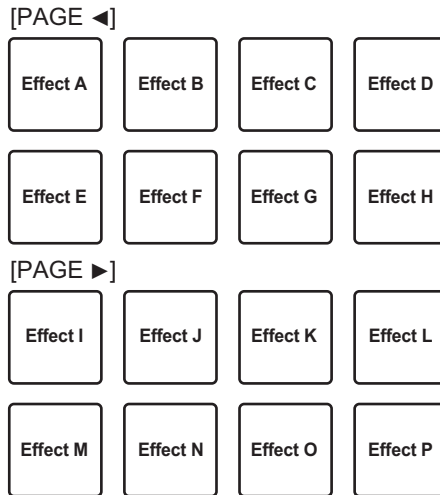 [PAGE ◄]
Effect A Effect B Effect C Effect D
Effect E Effect F Effect G Effect H
[PAGE ►]
Effect I Effect J Effect K Effect L
Effect M Effect N Effect O Effect P